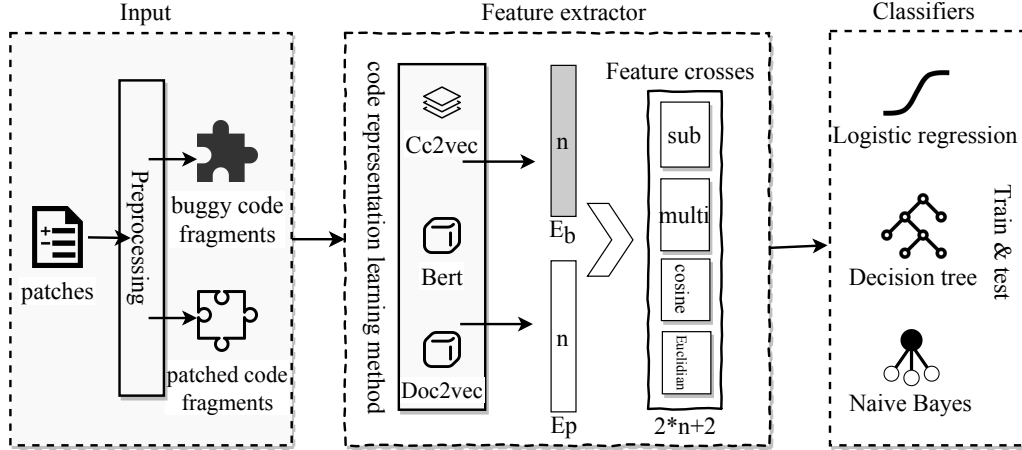 Input
Preprocessing
patches
buggy code
fragments
patched code
fragments
Feature extractor
code representation learning method
Cc2vec
Bert
Doc2vec
n
E_b
n
Ep
Feature crosses
sub
multi
cosine
Euclidian
2*n+2
Classifiers
Logistic regression
Decision tree
Naive Bayes
Train & test